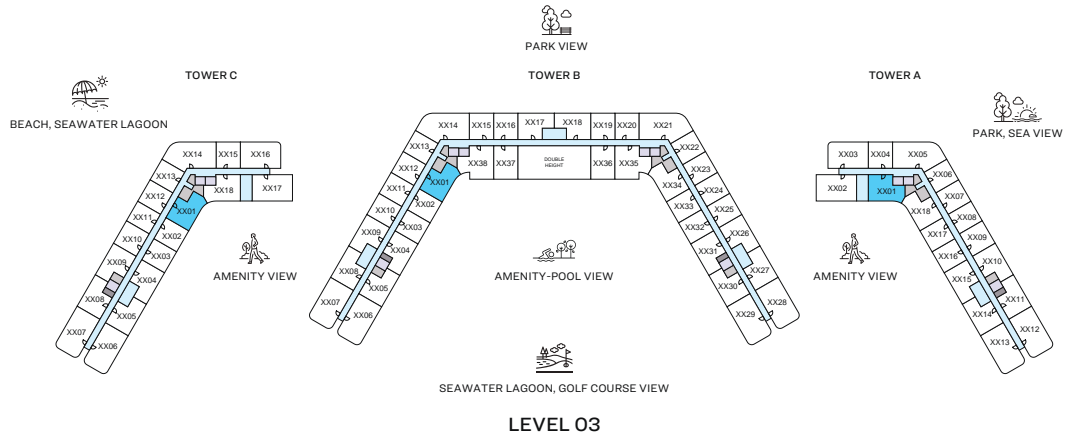 PARK VIEW
TOWER C
TOWER B
TOWER A
BEACH, SEAWATER LAGOON
PARK, SEA VIEW
XX14
XX15
XX16
XX13
XX12
XX11
XX10
XX09
XX08
XX07
XX18
XX17
XX01
XX02
XX03
XX04
XX05
XX06
XX14
XX15
XX16
XX17
XX18
XX19
XX20
XX21
XX13
XX12
XX11
XX10
XX09
XX08
XX07
XX38
XX37
DOUBLE
HEIGHT
XX36
XX35
XX01
XX02
XX03
XX04
XX05
XX06
XX22
XX23
XX24
XX25
XX26
XX27
XX28
XX34
XX33
XX32
XX31
XX30
XX29
XX03
XX04
XX05
XX02
XX01
XX06
XX07
XX08
XX09
XX10
XX11
XX12
XX18
XX17
XX16
XX15
XX14
XX13
AMENITY VIEW
AMENITY-POOL VIEW
AMENITY VIEW
SEAWATER LAGOON, GOLF COURSE VIEW
LEVEL 03